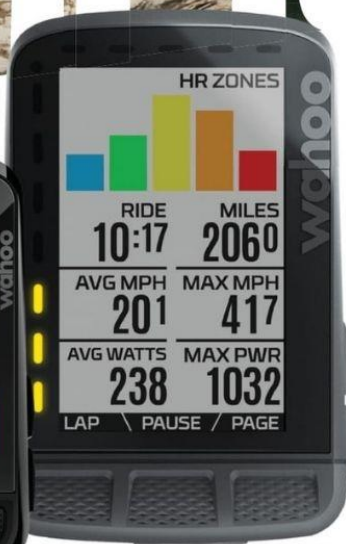 HR ZONES
RIDE MILES
10:17 2060
AVG MPH MAX MPH
201 417
AVG WATTS MAX PWR
238 1032
LAP \ PAUSE / PAGE
wahoo
wahoo